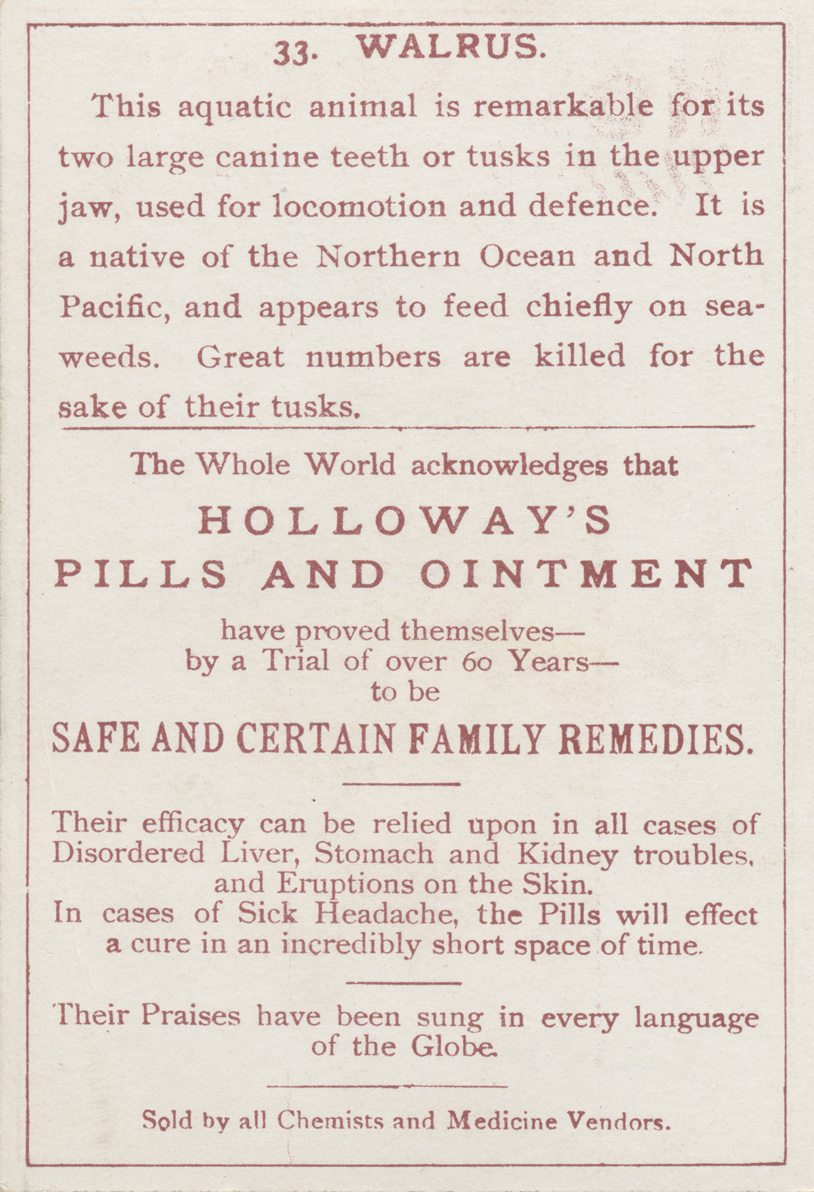 33. WALRUS.
This aquatic animal is remarkable for its
two large canine teeth or tusks in the upper
jaw, used for locomotion and defence. It is
a native of the Northern Ocean and North
Pacific, and appears to feed chiefly on sea-
weeds. Great numbers are killed for the
sake of their tusks.
The Whole World acknowledges that
HOLLOWAY'S
PILLS AND OINTMENT
have proved themselves—
by a Trial of over 60 Years—
to be
SAFE AND CERTAIN FAMILY REMEDIES.
Their efficacy can be relied upon in all cases of
Disordered Liver, Stomach and Kidney troubles,
and Eruptions on the Skin.
In cases of Sick Headache, the Pills will effect
a cure in an incredibly short space of time.
Their Praises have been sung in every language
of the Globe.
Sold by all Chemists and Medicine Vendors.